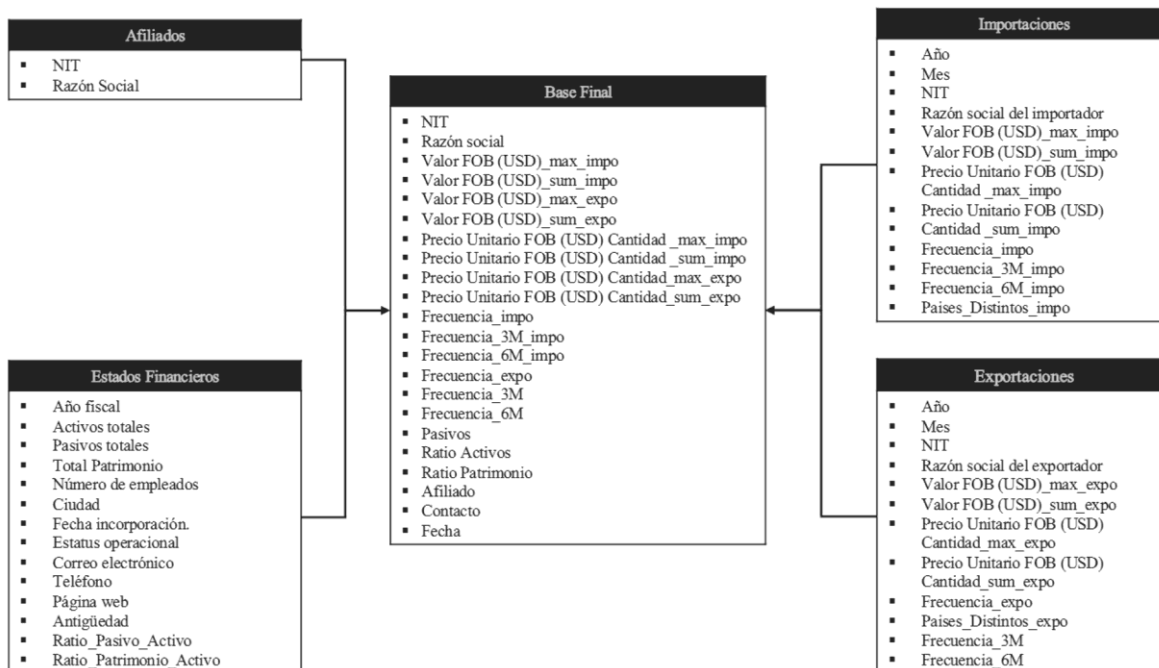 Afiliados
NIT
Razón Social
Estados Financieros
Año fiscal
Activos totales
Pasivos totales
Total Patrimonio
Número de empleados
Ciudad
Fecha incorporación.
Estatus operacional
Correo electrónico
Teléfono
Página web
Antigüedad
Ratio_Pasivo_Activo
Ratio_Patrimonio_Activo
Base Final
NIT
Razón social
Valor FOB (USD)_max_impo
Valor FOB (USD)_sum_impo
Valor FOB (USD)_max_expo
Valor FOB (USD)_sum_expo
Precio Unitario FOB (USD) Cantidad _max_impo
Precio Unitario FOB (USD) Cantidad _sum_impo
Precio Unitario FOB (USD) Cantidad_max_expo
Precio Unitario FOB (USD) Cantidad_sum_expo
Frecuencia_impo
Frecuencia_3M_impo
Frecuencia_6M_impo
Frecuencia_expo
Frecuencia_3M
Frecuencia_6M
Pasivos
Ratio Activos
Ratio Patrimonio
Afiliado
Contacto
Fecha
Importaciones
Año
Mes
NIT
Razón social del importador
Valor FOB (USD)_max_impo
Valor FOB (USD)_sum_impo
Precio Unitario FOB (USD)
Cantidad _max_impo
Precio Unitario FOB (USD)
Cantidad _sum_impo
Frecuencia_impo
Frecuencia_3M_impo
Frecuencia_6M_impo
Paises_Distintos_impo
Exportaciones
Año
Mes
NIT
Razón social del exportador
Valor FOB (USD)_max_expo
Valor FOB (USD)_sum_expo
Precio Unitario FOB (USD)
Cantidad_max_expo
Precio Unitario FOB (USD)
Cantidad_sum_expo
Frecuencia_expo
Paises_Distintos_expo
Frecuencia_3M
Frecuencia_6M